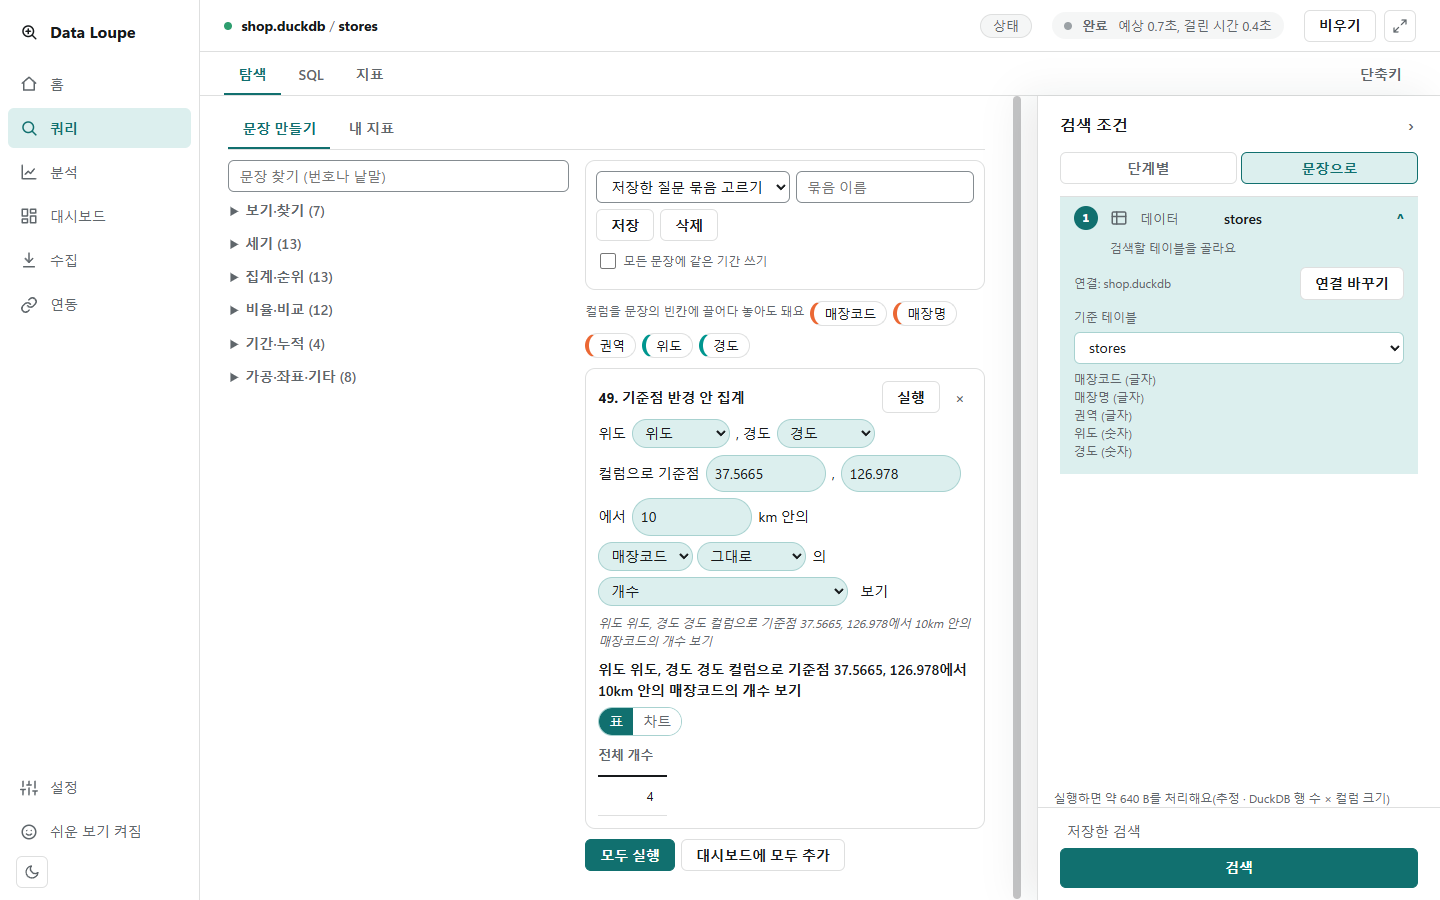 Data Loupe
홈
쿼리
분석
대시보드
수집
연동
설정
쉬운 보기 켜짐
shop.duckdb / stores
상태
완료 예상 0.7초, 걸린 시간 0.4초
비우기
탐색 SQL 지표
단축키
문장 만들기 내 지표
문장 찾기 (번호나 낱말)
▶ 보기·찾기 (7)
▶ 세기 (13)
▶ 집계·순위 (13)
▶ 비율·비교 (12)
▶ 기간·누적 (4)
▶ 가공·좌표·기타 (8)
저장한 질문 묶음 고르기 묶음 이름
저장 삭제
모든 문장에 같은 기간 쓰기
컬럼을 문장의 빈칸에 끌어다 놓아도 돼요 매장코드 매장명
권역 위도 경도
49. 기준점 반경 안 집계 실행 ×
위도 위도 , 경도 경도
컬럼으로 기준점 37.5665 , 126.978
에서 10 km 안의
매장코드 그대로 의
개수 보기
위도 위도, 경도 경도 컬럼으로 기준점 37.5665, 126.978에서 10km 안의
매장코드의 개수 보기
위도 위도, 경도 경도 컬럼으로 기준점 37.5665, 126.978에서
10km 안의 매장코드의 개수 보기
표 차트
전체 개수
4
모두 실행 대시보드에 모두 추가
검색 조건 ›
단계별 문장으로
1 데이터 stores ^
검색할 테이블을 골라요
연결: shop.duckdb 연결 바꾸기
기준 테이블
stores
매장코드 (글자)
매장명 (글자)
권역 (글자)
위도 (숫자)
경도 (숫자)
실행하면 약 640 B를 처리해요(추정 · DuckDB 행 수 × 컬럼 크기)
저장한 검색
검색